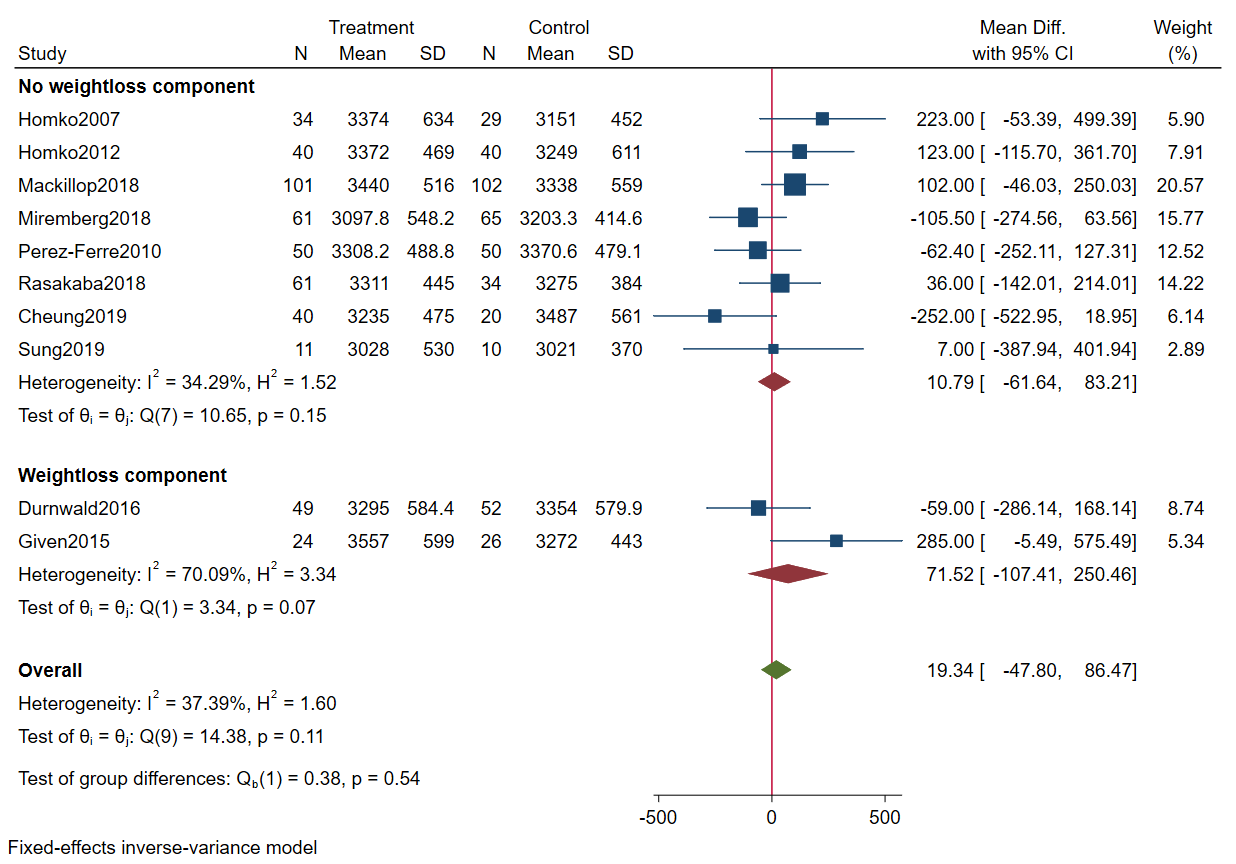 Treatment Control Mean Diff. Weight
Study N Mean SD N Mean SD with 95% CI (%)
No weightloss component
Homko2007 34 3374 634 29 3151 452 223.00 [ -53.39, 499.39] 5.90
Homko2012 40 3372 469 40 3249 611 123.00 [ -115.70, 361.70] 7.91
Mackillop2018 101 3440 516 102 3338 559 102.00 [ -46.03, 250.03] 20.57
Miremberg2018 61 3097.8 548.2 65 3203.3 414.6 -105.50 [ -274.56, 63.56] 15.77
Perez-Ferre2010 50 3308.2 488.8 50 3370.6 479.1 -62.40 [ -252.11, 127.31] 12.52
Rasakaba2018 61 3311 445 34 3275 384 36.00 [ -142.01, 214.01] 14.22
Cheung2019 40 3235 475 20 3487 561 -252.00 [ -522.95, 18.95] 6.14
Sung2019 11 3028 530 10 3021 370 7.00 [ -387.94, 401.94] 2.89
Heterogeneity: I² = 34.29%, H² = 1.52 10.79 [ -61.64, 83.21]
Test of θᵢ = θⱼ: Q(7) = 10.65, p = 0.15
Weightloss component
Durnwald2016 49 3295 584.4 52 3354 579.9 -59.00 [ -286.14, 168.14] 8.74
Given2015 24 3557 599 26 3272 443 285.00 [ -5.49, 575.49] 5.34
Heterogeneity: I² = 70.09%, H² = 3.34 71.52 [ -107.41, 250.46]
Test of θᵢ = θⱼ: Q(1) = 3.34, p = 0.07
Overall 19.34 [ -47.80, 86.47]
Heterogeneity: I² = 37.39%, H² = 1.60
Test of θᵢ = θⱼ: Q(9) = 14.38, p = 0.11
Test of group differences: Q_b(1) = 0.38, p = 0.54
-500 0 500
Fixed-effects inverse-variance model